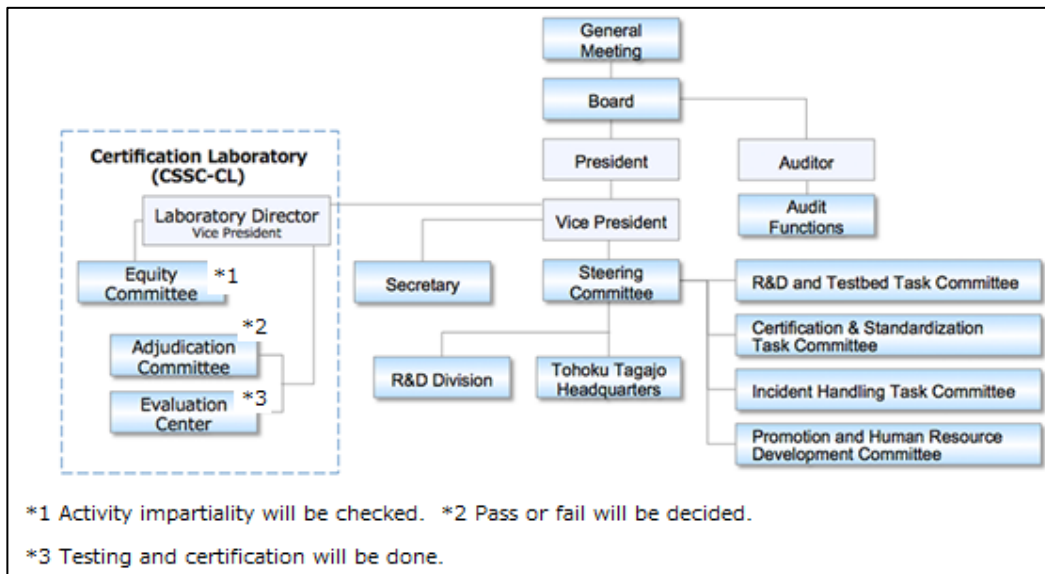 General
Meeting
Board
Certification Laboratory
(CSSC-CL)
President
Auditor
Laboratory Director
Vice President
Vice President
Audit
Functions
Equity
Committee
*1
Secretary
Steering
Committee
R&D and Testbed Task Committee
*2
Adjudication
Committee
Certification & Standardization
Task Committee
*3
Evaluation
Center
R&D Division
Tohoku Tagajo
Headquarters
Incident Handling Task Committee
Promotion and Human Resource
Development Committee
*1 Activity impartiality will be checked. *2 Pass or fail will be decided.
*3 Testing and certification will be done.